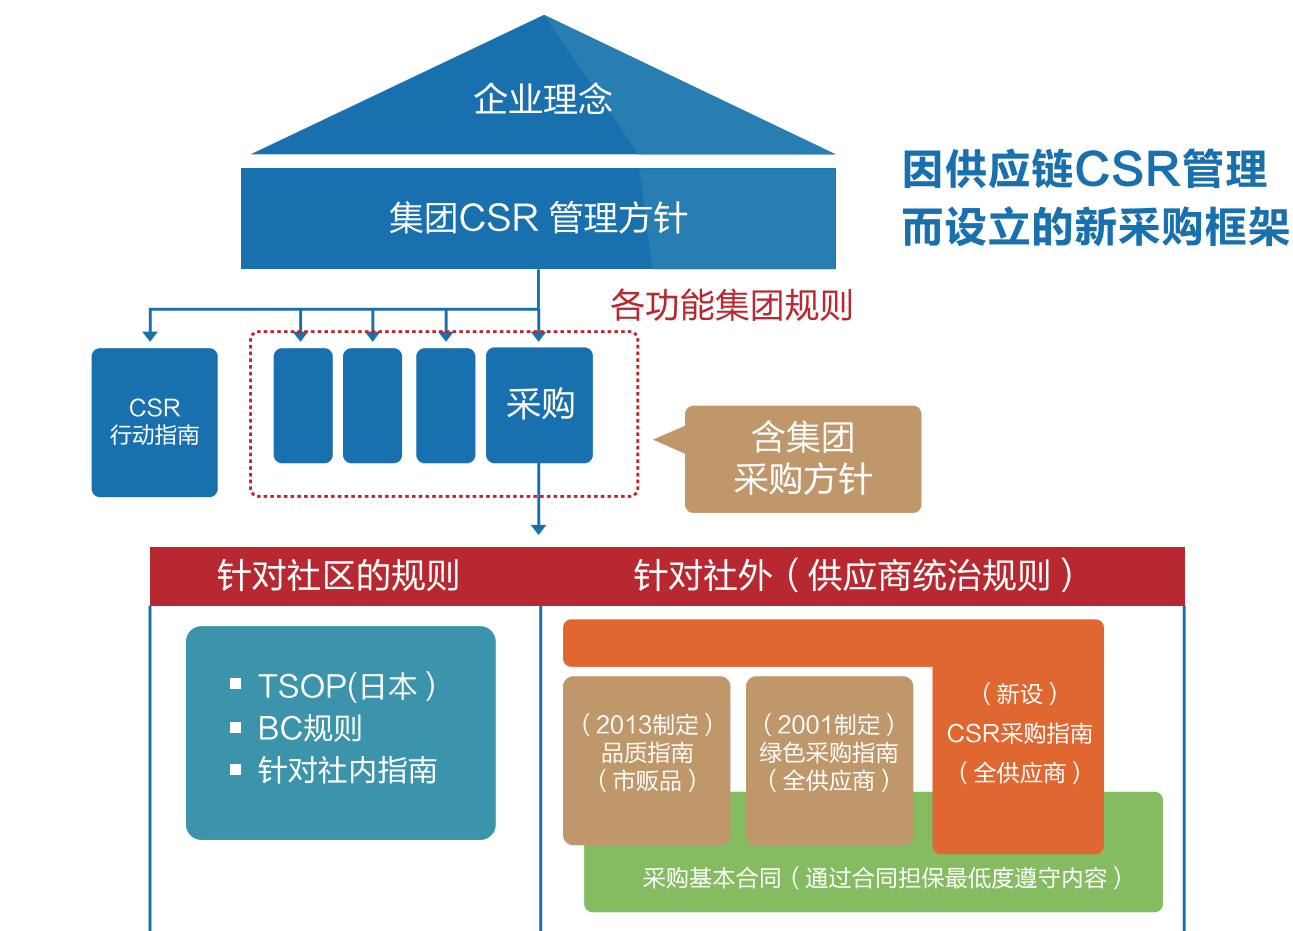 企业理念
集团CSR 管理方针
因供应链CSR管理
而设立的新采购框架
各功能集团规则
CSR
行动指南
采购
含集团
采购方针
针对社区的规则
针对社外（供应商统治规则）
TSOP(日本）
BC规则
针对社内指南
（2013制定）
品质指南
（市贩品）
（2001制定）
绿色采购指南
（全供应商）
（新设）
CSR采购指南
（全供应商）
采购基本合同（通过合同担保最低度遵守内容）